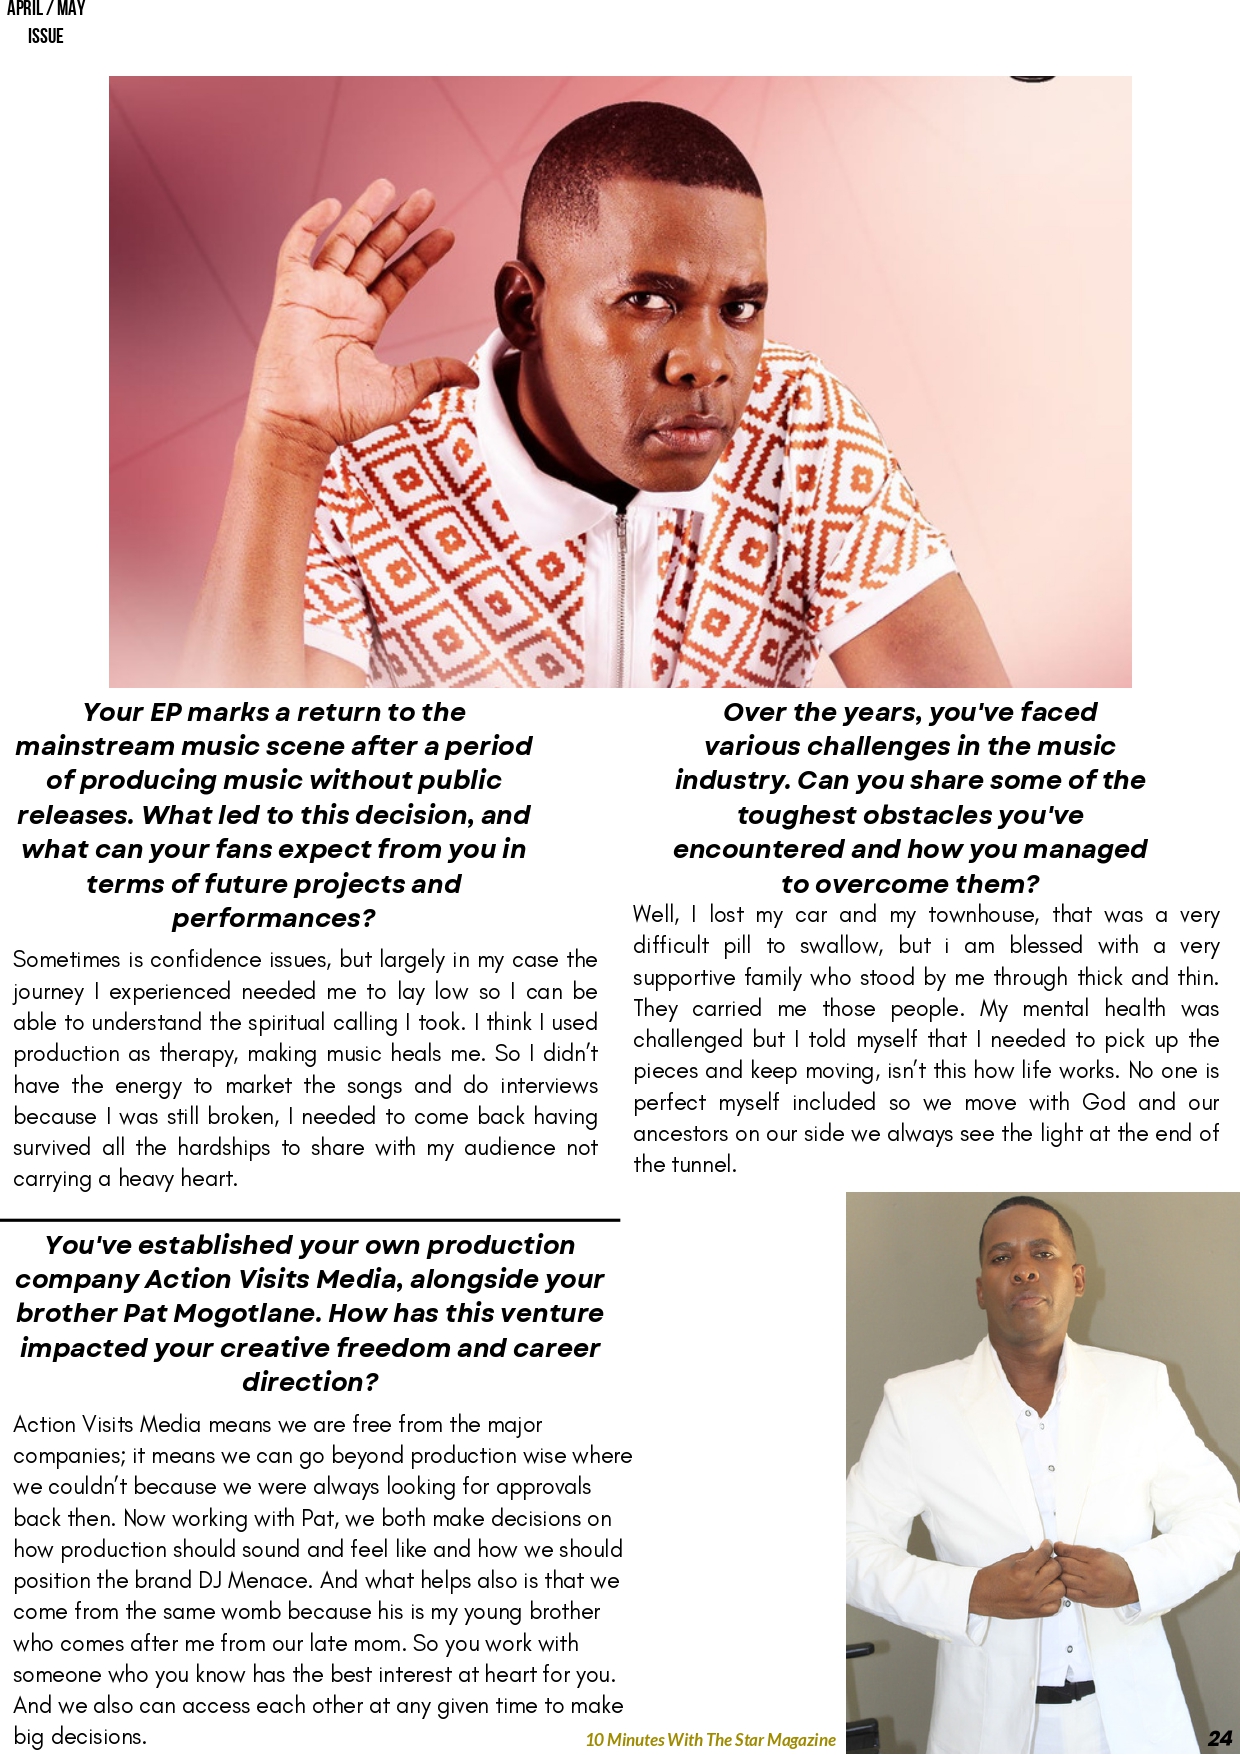 APRIL / MAY
ISSUE
Your EP marks a return to the
mainstream music scene after a period
of producing music without public
releases. What led to this decision, and
what can your fans expect from you in
terms of future projects and
performances?
Sometimes is confidence issues, but largely in my case the
journey I experienced needed me to lay low so I can be
able to understand the spiritual calling I took. I think I used
production as therapy, making music heals me. So I didn’t
have the energy to market the songs and do interviews
because I was still broken, I needed to come back having
survived all the hardships to share with my audience not
carrying a heavy heart.
You've established your own production
company Action Visits Media, alongside your
brother Pat Mogotlane. How has this venture
impacted your creative freedom and career
direction?
Action Visits Media means we are free from the major
companies; it means we can go beyond production wise where
we couldn’t because we were always looking for approvals
back then. Now working with Pat, we both make decisions on
how production should sound and feel like and how we should
position the brand DJ Menace. And what helps also is that we
come from the same womb because his is my young brother
who comes after me from our late mom. So you work with
someone who you know has the best interest at heart for you.
And we also can access each other at any given time to make
big decisions.
Over the years, you've faced
various challenges in the music
industry. Can you share some of the
toughest obstacles you've
encountered and how you managed
to overcome them?
Well, I lost my car and my townhouse, that was a very
difficult pill to swallow, but i am blessed with a very
supportive family who stood by me through thick and thin.
They carried me those people. My mental health was
challenged but I told myself that I needed to pick up the
pieces and keep moving, isn’t this how life works. No one is
perfect myself included so we move with God and our
ancestors on our side we always see the light at the end of
the tunnel.
10 Minutes With The Star Magazine
24